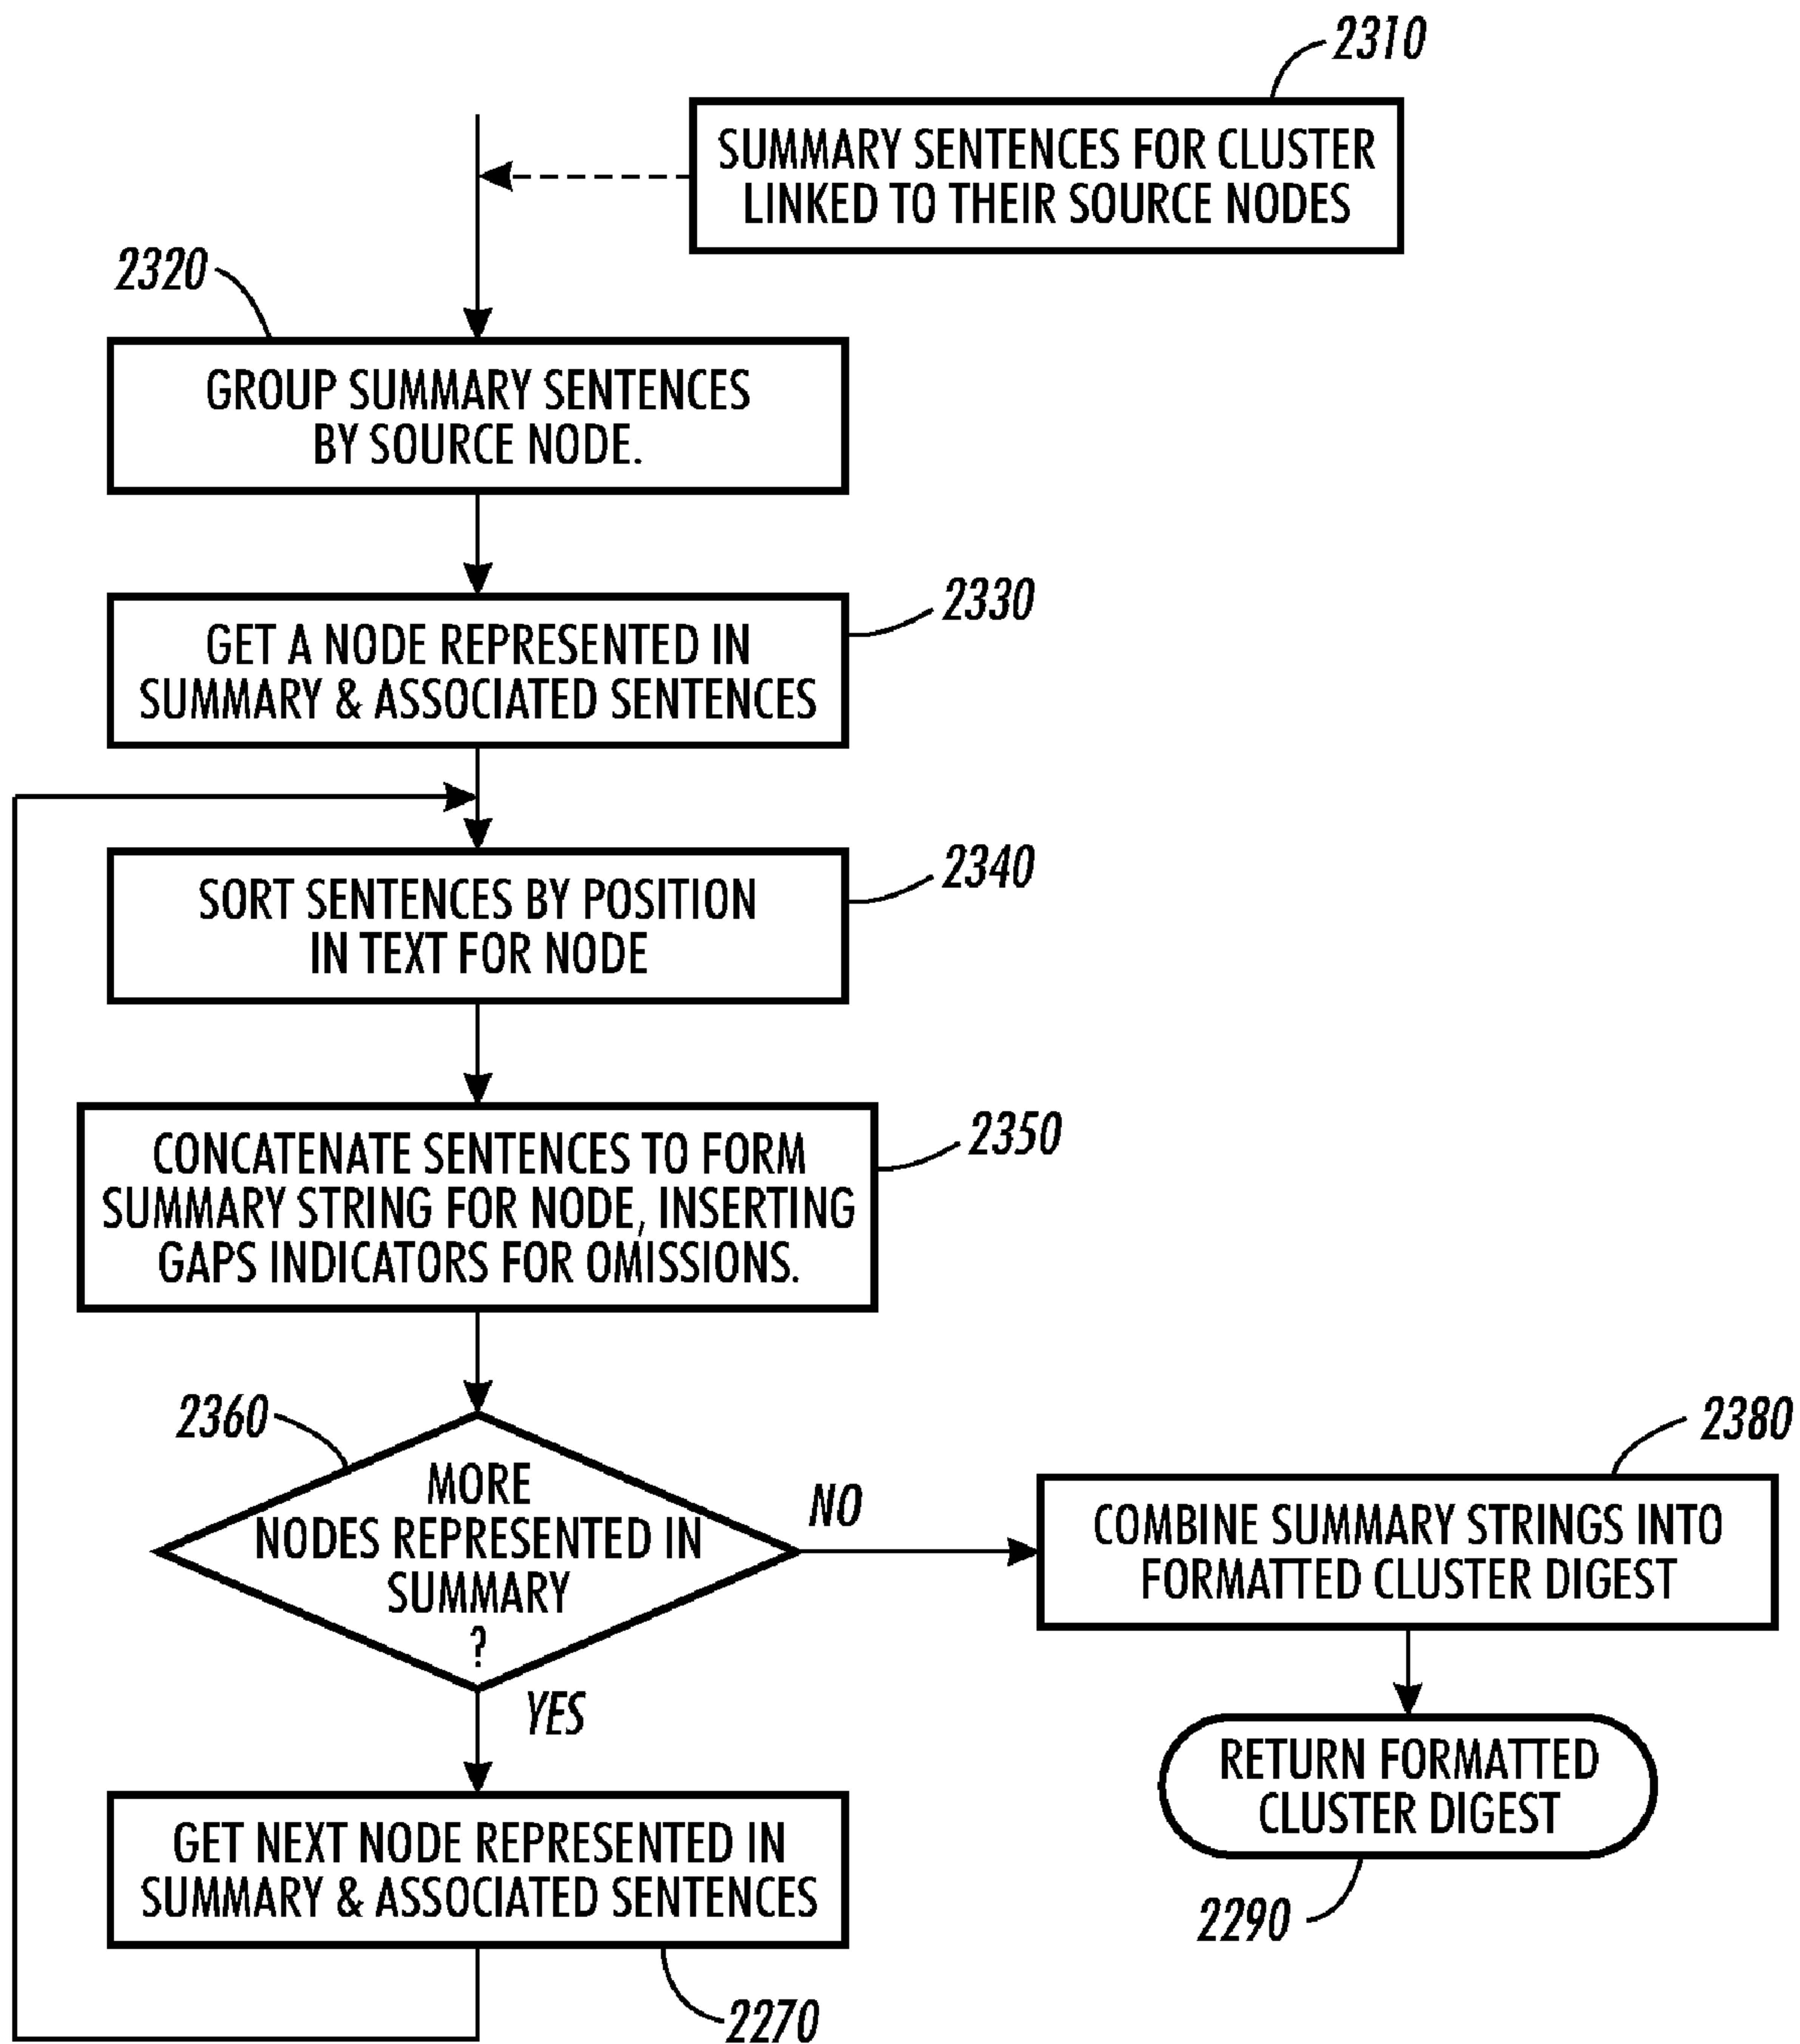 2310
SUMMARY SENTENCES FOR CLUSTER
LINKED TO THEIR SOURCE NODES
2320
GROUP SUMMARY SENTENCES
BY SOURCE NODE.
2330
GET A NODE REPRESENTED IN
SUMMARY & ASSOCIATED SENTENCES
2340
SORT SENTENCES BY POSITION
IN TEXT FOR NODE
2350
CONCATENATE SENTENCES TO FORM
SUMMARY STRING FOR NODE, INSERTING
GAPS INDICATORS FOR OMISSIONS.
2360
MORE
NODES REPRESENTED IN
SUMMARY
?
NO
YES
2380
COMBINE SUMMARY STRINGS INTO
FORMATTED CLUSTER DIGEST
RETURN FORMATTED
CLUSTER DIGEST
2290
GET NEXT NODE REPRESENTED IN
SUMMARY & ASSOCIATED SENTENCES
2270